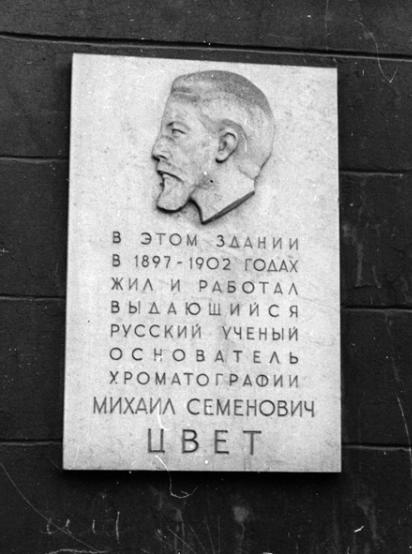 В ЭТОМ ЗДАНИИ
В 1897-1902 ГОДАХ
ЖИЛ И РАБОТАЛ
ВЫДАЮЩИЙСЯ
РУССКИЙ УЧЕНЫЙ
ОСНОВАТЕЛЬ
ХРОМАТОГРАФИИ
МИХАИЛ СЕМЕНОВИЧ
ЦВЕТ